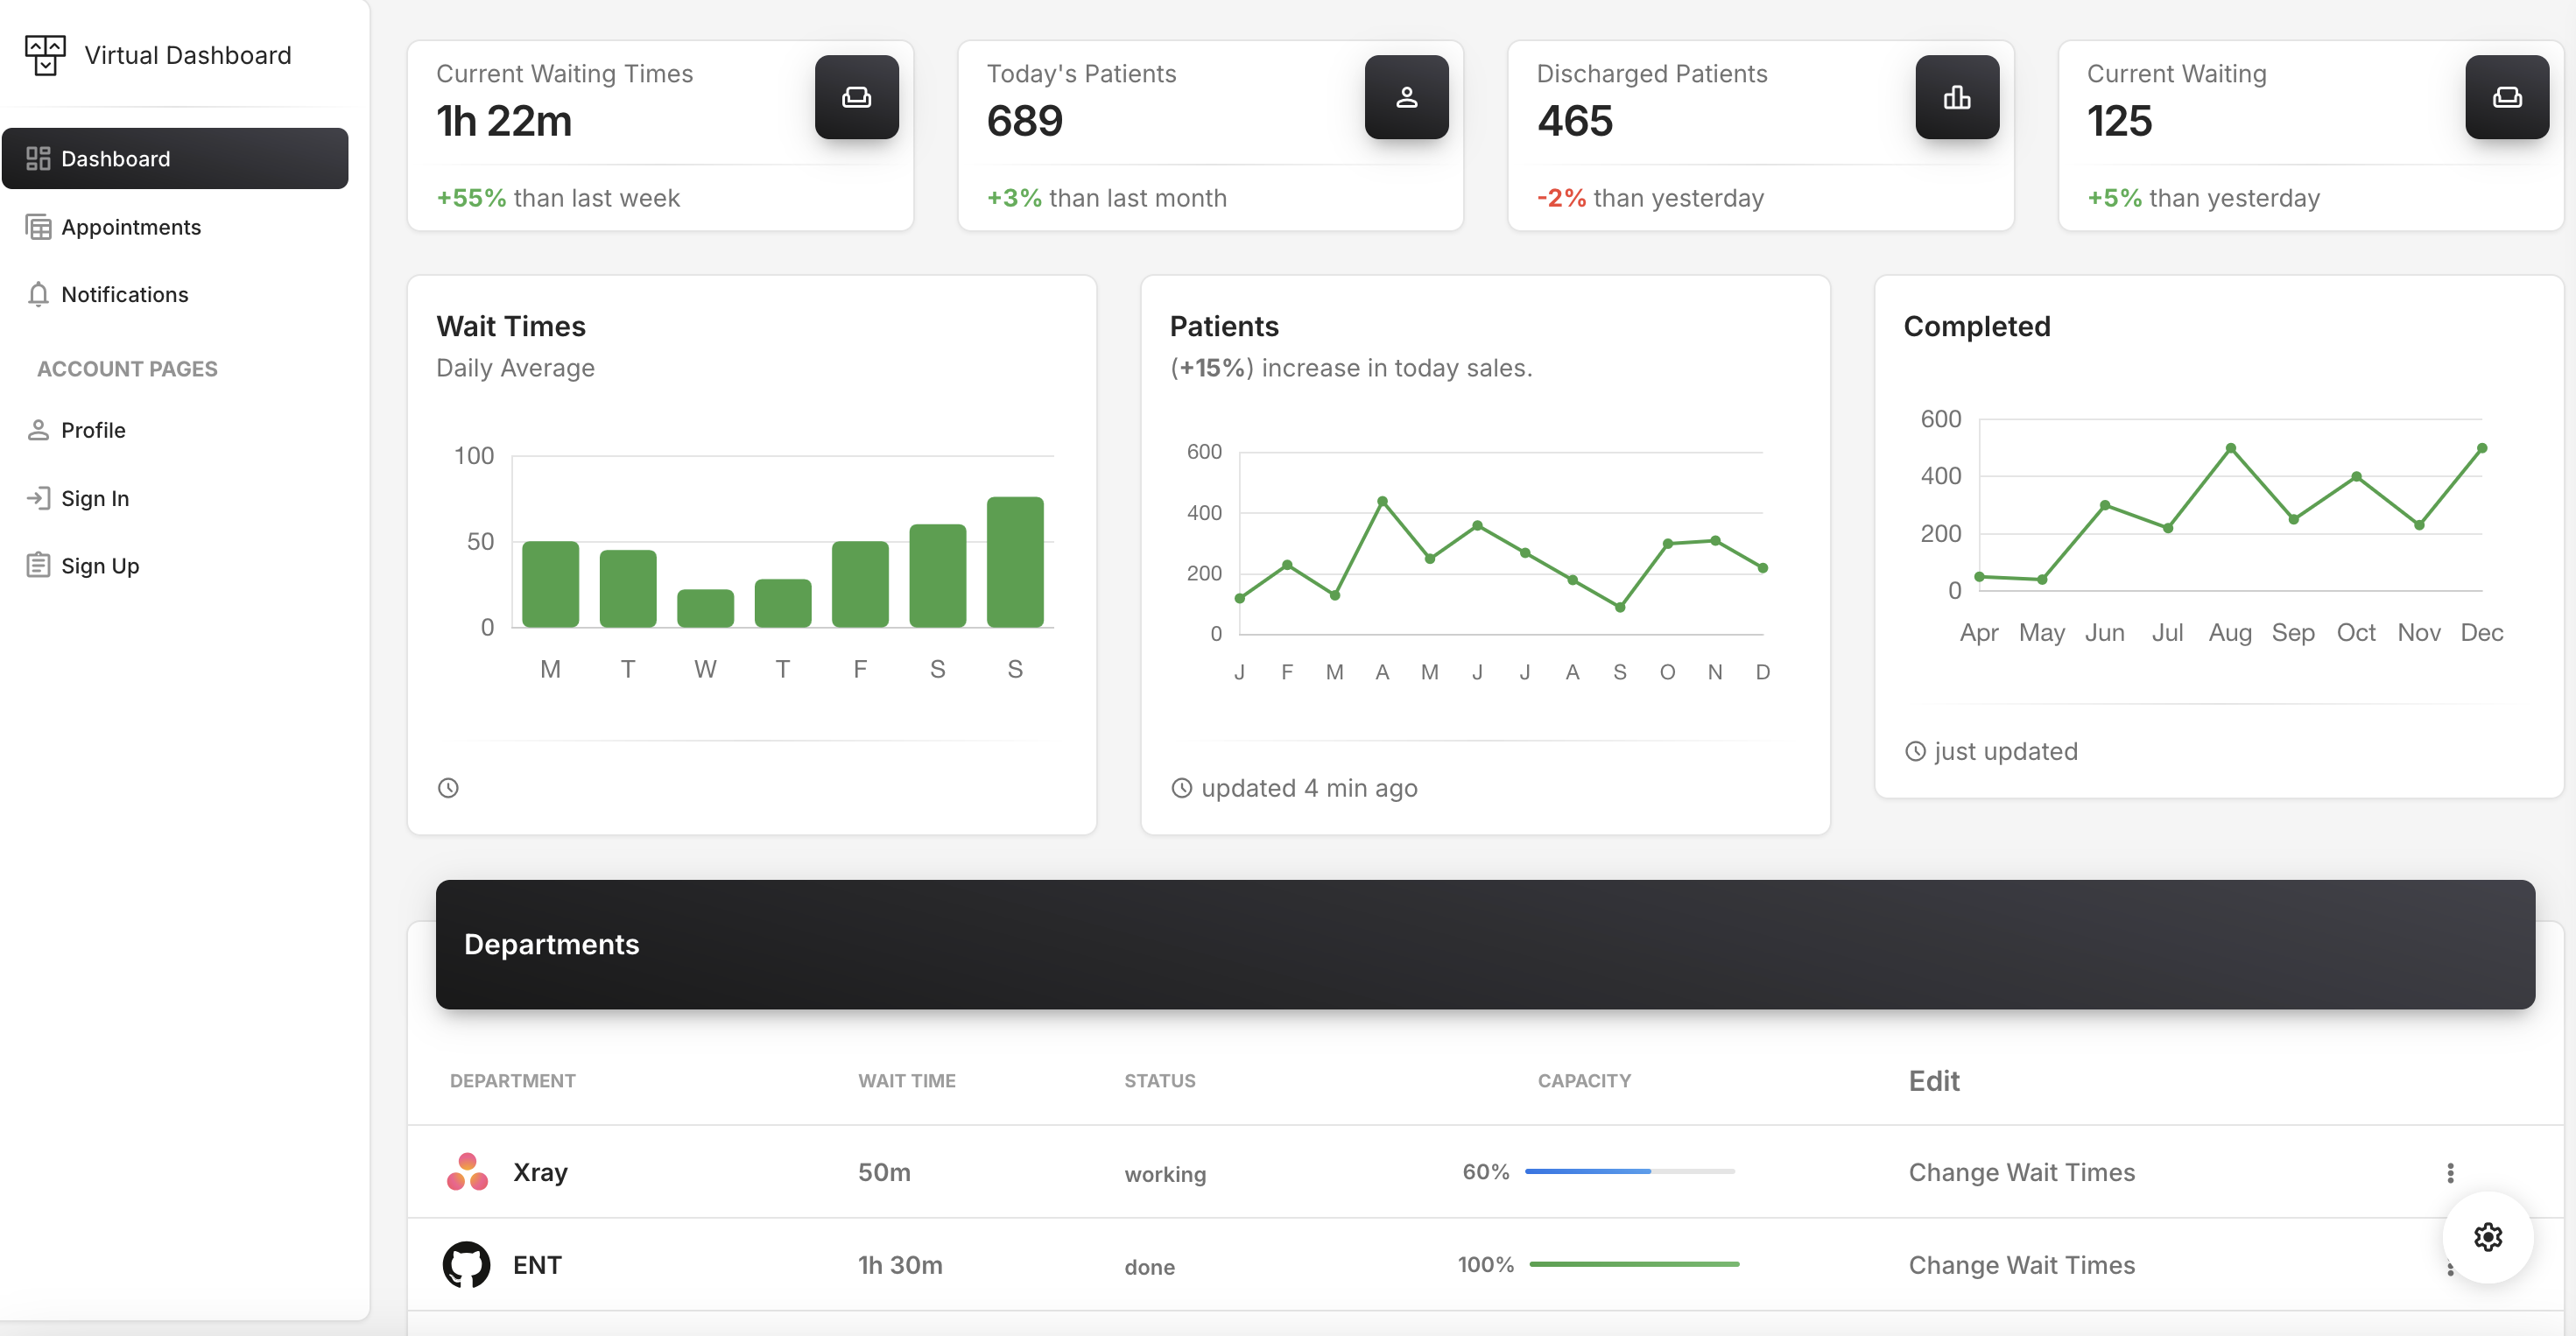 Virtual Dashboard
Dashboard
Appointments
Notifications
ACCOUNT PAGES
Profile
Sign In
Sign Up
Current Waiting Times
1h 22m
+55% than last week
Today's Patients
689
+3% than last month
Discharged Patients
465
-2% than yesterday
Current Waiting
125
+5% than yesterday
Wait Times
Daily Average
100
50
0
M T W T F S S
Patients
(+15%) increase in today sales.
600
400
200
0
J F M A M J J A S O N D
updated 4 min ago
Completed
600
400
200
0
Apr May Jun Jul Aug Sep Oct Nov Dec
just updated
Departments
DEPARTMENT WAIT TIME STATUS CAPACITY Edit
Xray 50m working 60% Change Wait Times
ENT 1h 30m done 100% Change Wait Times